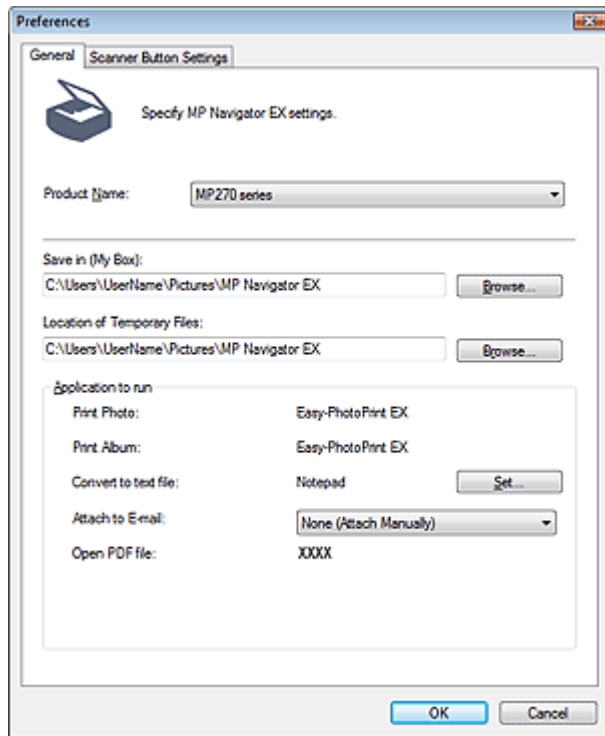 Preferences
General Scanner Button Settings
Specify MP Navigator EX settings.
Product Name: MP270 series
Save in (My Box):
C:\Users\UserName\Pictures\MP Navigator EX Browse...
Location of Temporary Files:
C:\Users\UserName\Pictures\MP Navigator EX Browse...
Application to run
Print Photo: Easy-PhotoPrint EX
Print Album: Easy-PhotoPrint EX
Convert to text file: Notepad Set...
Attach to E-mail: None (Attach Manually)
Open PDF file: XXXX
OK Cancel